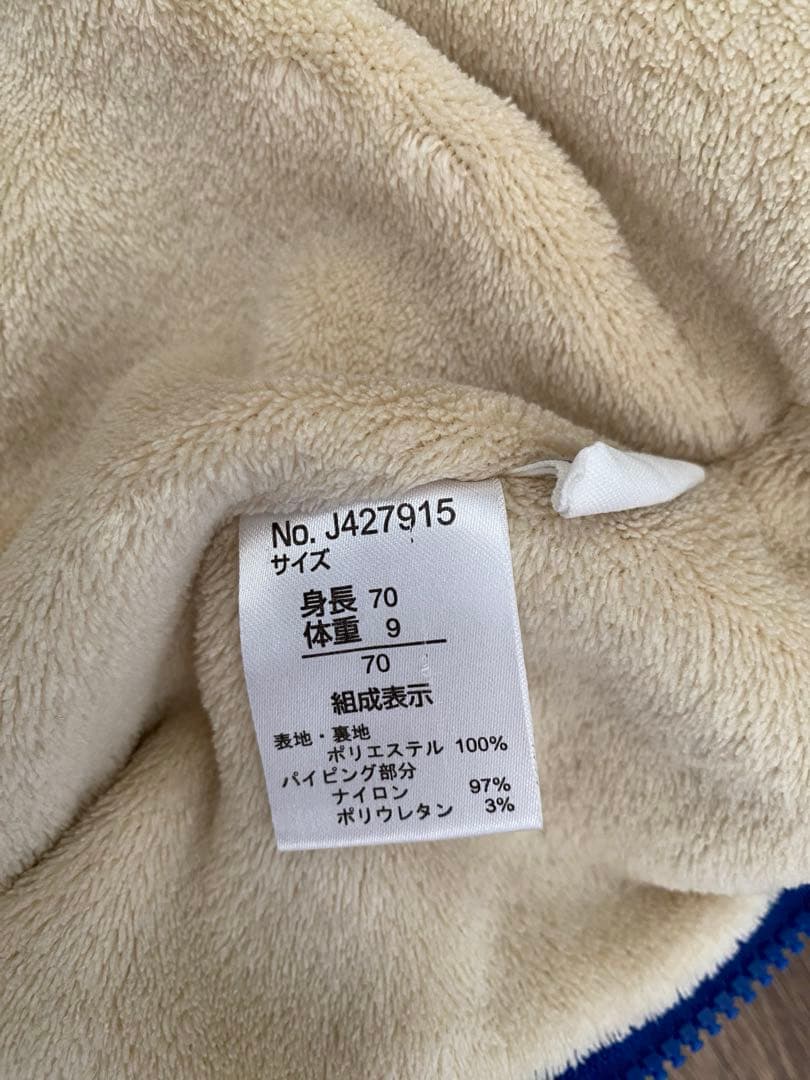 No. J427915
サイズ
身長 70
体重 9
70
組成表示
表地・裏地
ポリエステル 100%
パイピング部分
ナイロン 97%
ポリウレタン 3%